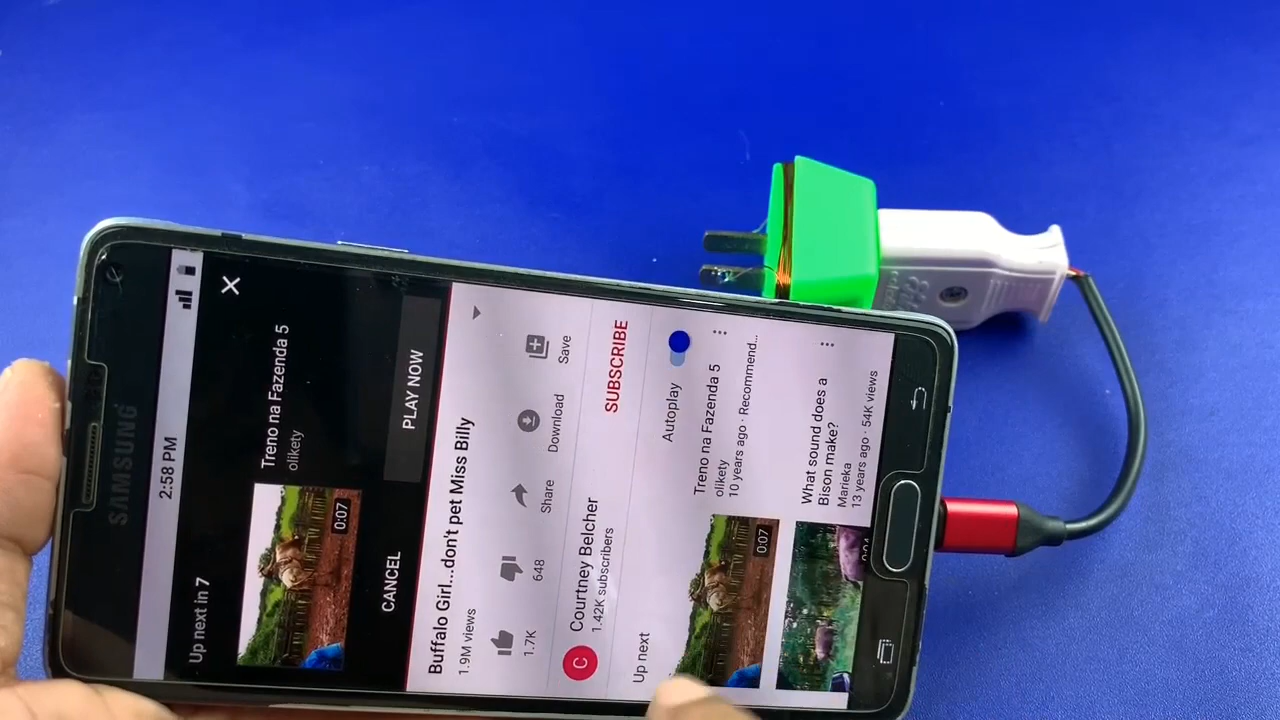 SAMSUNG
2:58 PM
Up next in 7
Treno na Fazenda 5
olikety
0:07
CANCEL
PLAY NOW
Buffalo Girl...don't pet Miss Billy
1.9M views
1.7K
648
Share
Download
Save
C
Courtney Belcher
1.42K subscribers
SUBSCRIBE
Up next
Autoplay
0:07
Treno na Fazenda 5
olikety
10 years ago · Recommend...
What sound does a
Bison make?
Marieka
13 years ago · 54K views